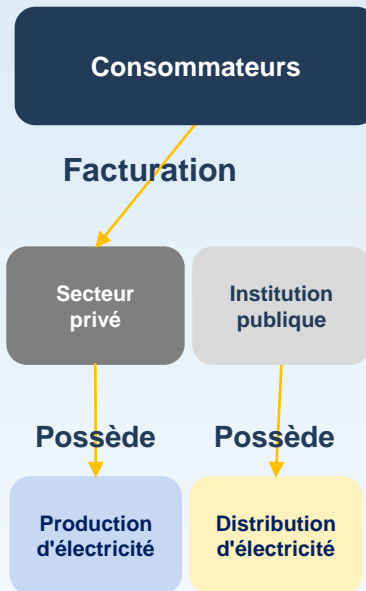 Consommateurs
Facturation
Secteur
privé
Institution
publique
Possède
Possède
Production
d'électricité
Distribution
d'électricité